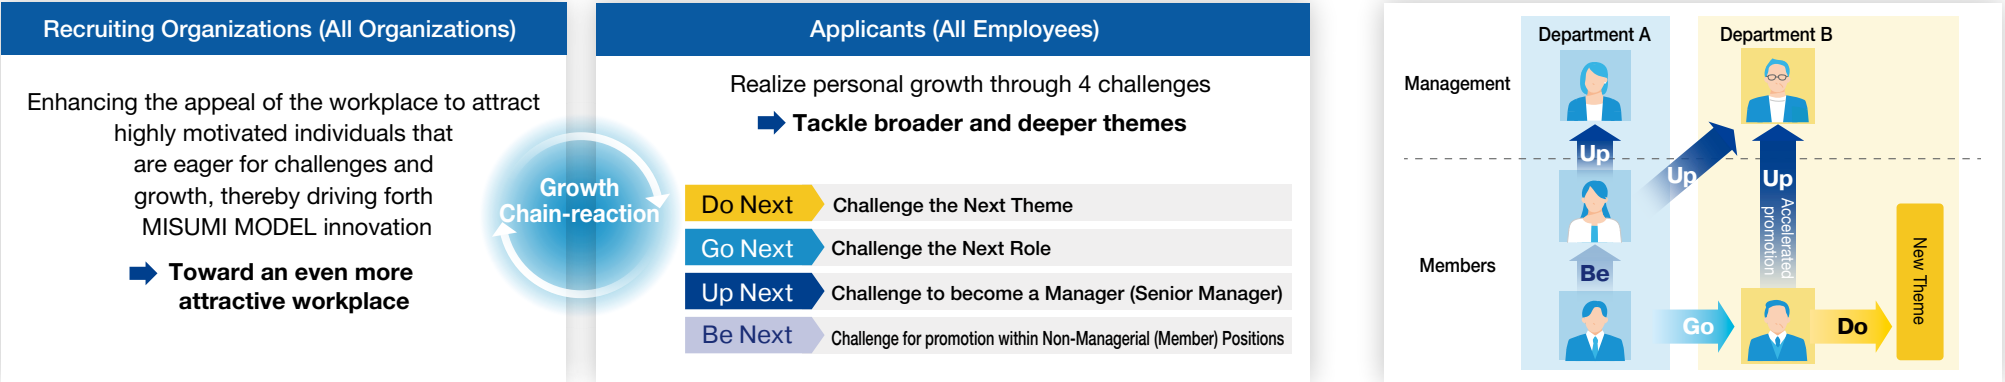 Recruiting Organizations (All Organizations)
Enhancing the appeal of the workplace to attract
highly motivated individuals that
are eager for challenges and
growth, thereby driving forth
MISUMI MODEL innovation
Toward an even more
attractive workplace
Growth
Chain-reaction
Applicants (All Employees)
Realize personal growth through 4 challenges
Tackle broader and deeper themes
Do Next Challenge the Next Theme
Go Next Challenge the Next Role
Up Next Challenge to become a Manager (Senior Manager)
Be Next Challenge for promotion within Non-Managerial (Member) Positions
Department A
Department B
Management
Up
Up
Up
Accelerated
promotion
Members
Be
Go
Do
New Theme